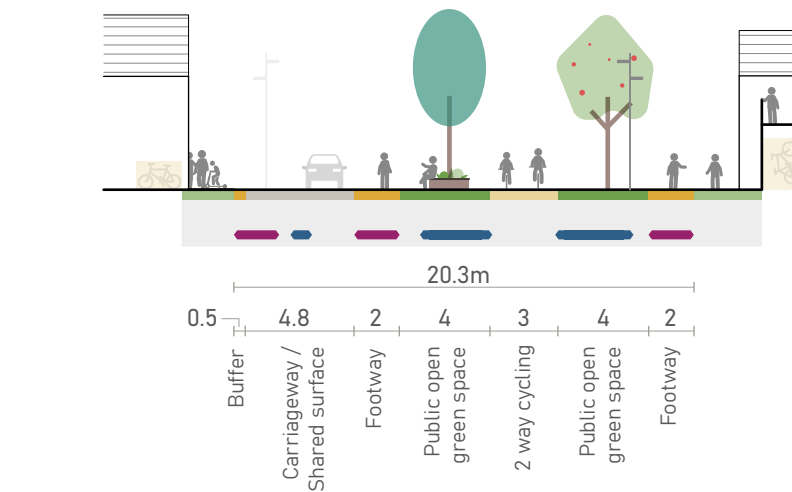 20.3m
0.5
4.8
2
4
3
4
2
Buffer
Carriageway /
Shared surface
Footway
Public open
green space
2 way cycling
Public open
green space
Footway